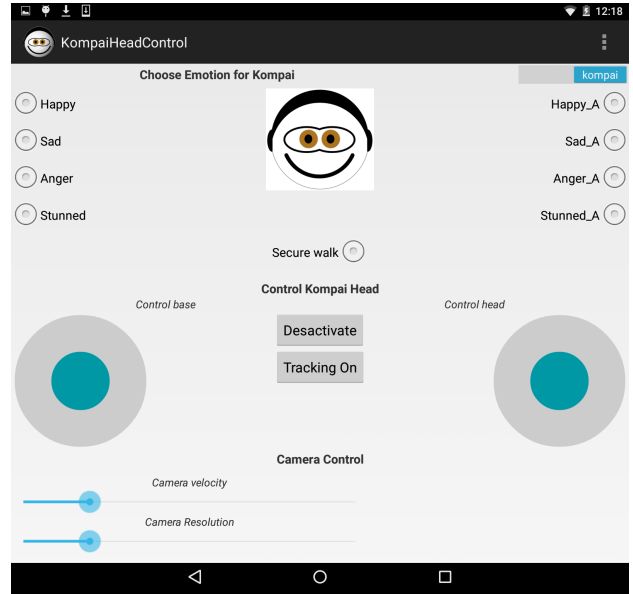 12:18
KompaiHeadControl
Choose Emotion for Kompai
kompai
Happy
Happy_A
Sad
Sad_A
Anger
Anger_A
Stunned
Stunned_A
Secure walk
Control Kompai Head
Control base
Control head
Desactivate
Tracking On
Camera Control
Camera velocity
Camera Resolution